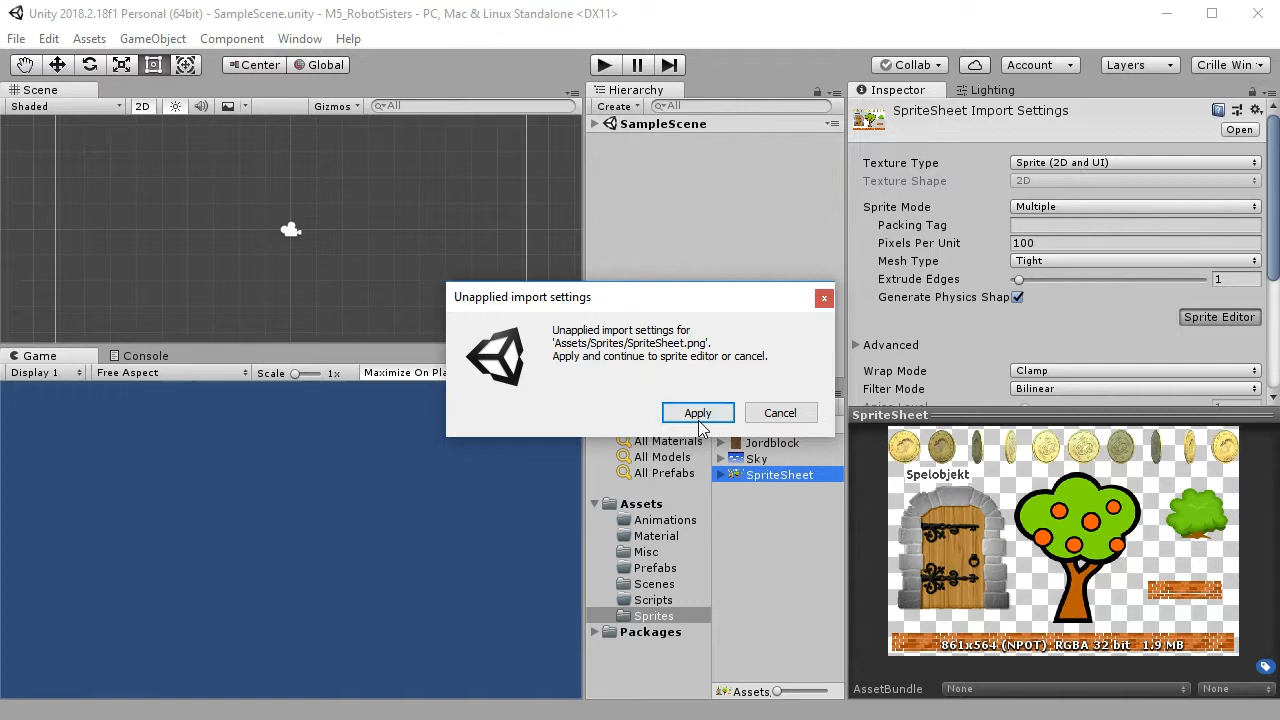 Unity 2018.2.18f1 Personal (64bit) - SampleScene.unity - M5_RobotSisters - PC, Mac & Linux Standalone <DX11>
File Edit Assets GameObject Component Window Help
Center Global Collab Account Layers Crille Win
Scene Hierarchy Inspector Lighting
Shaded 2D Gizmos All Create All
SampleScene
SpriteSheet Import Settings
Open
Texture Type Sprite (2D and UI)
Texture Shape 2D
Sprite Mode Multiple
Packing Tag
Pixels Per Unit 100
Mesh Type Tight
Extrude Edges 1
Generate Physics Shap
Sprite Editor
Advanced
Wrap Mode Clamp
Filter Mode Bilinear
Unapplied import settings
x
Unapplied import settings for
'Assets/Sprites/SpriteSheet.png'.
Apply and continue to sprite editor or cancel.
Apply Cancel
Game Console
Display 1 Free Aspect Scale 1x Maximize On Pla
All Materials
All Models
All Prefabs
Assets
Animations
Material
Misc
Prefabs
Scenes
Scripts
Sprites
Packages
Jordblock
Sky
SpriteSheet
Assets
SpriteSheet
Spelobjekt
861x564 (NPOT) RGBA 32 bit 1.9 MB
AssetBundle None None